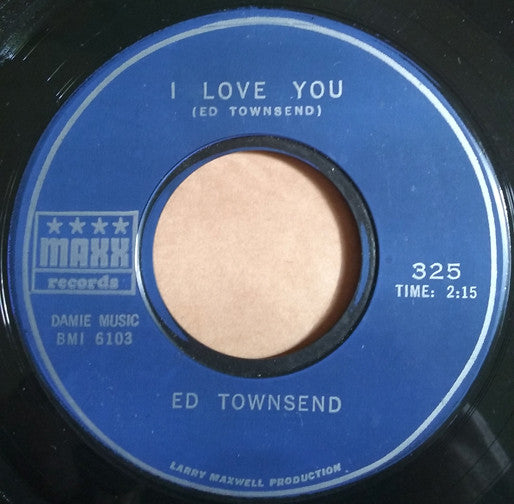 I LOVE YOU
(ED TOWNSEND)
MAXX
records
325
TIME: 2:15
DAMIE MUSIC
BMI 6103
ED TOWNSEND
LARRY MAXWELL PRODUCTION